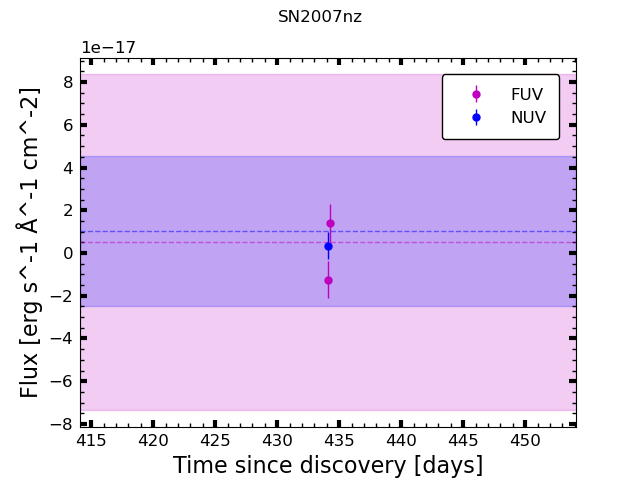 SN2007nz
1e−17
8
6
4
2
0
−2
−4
−6
−8
Flux [erg s^-1 Å^-1 cm^-2]
FUV
NUV
415 420 425 430 435 440 445 450
Time since discovery [days]